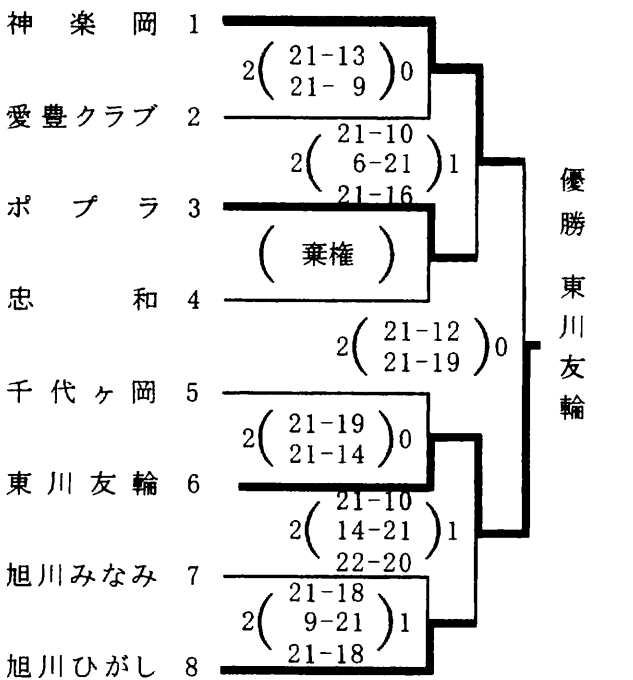 神楽岡 1
2( 21-13 )0
21- 9
愛豊クラブ 2
21-10
2( 6-21 )1
21-16
ポプラ 3
( 棄権 )
忠和 4
2( 21-12 )0
21-19
千代ヶ岡 5
2( 21-19 )0
21-14
東川友輪 6
21-10
2( 14-21 )1
22-20
旭川みなみ 7
21-18
2( 9-21 )1
21-18
旭川ひがし 8
優勝 東川友輪